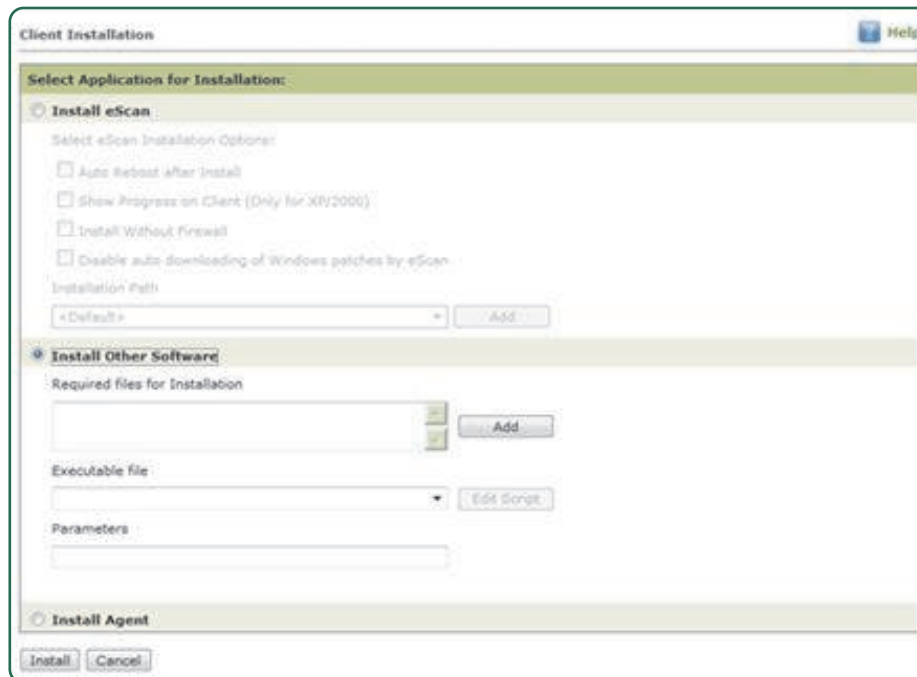 Client Installation
Help
Select Application for Installation:
Install eScan
Select eScan Installation Options:
Auto Reboot after Install
Show Progress on Client (Only for XP/2000)
Install Without Firewall
Disable auto downloading of Windows patches by eScan
Installation Path
<Default> Add
Install Other Software
Required files for Installation
Add
Executable file
Edit Script
Parameters
Install Agent
Install Cancel